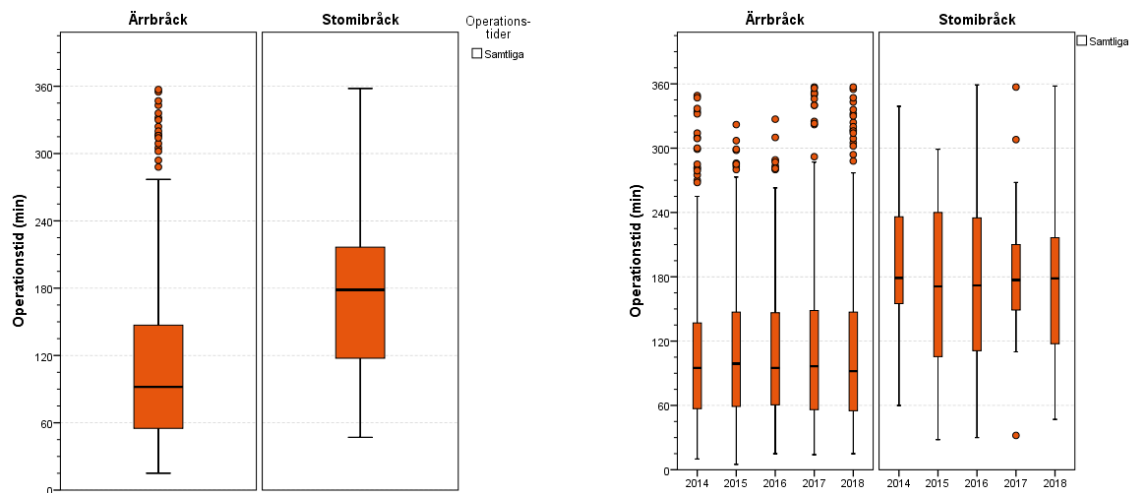 Ärrbråck Stomibråck
Operations-
tider
Samtliga
Operationstid (min)
360
300
240
180
120
60
0
Ärrbråck Stomibråck
Samtliga
Operationstid (min)
360
300
240
180
120
60
0
2014 2015 2016 2017 2018 2014 2015 2016 2017 2018